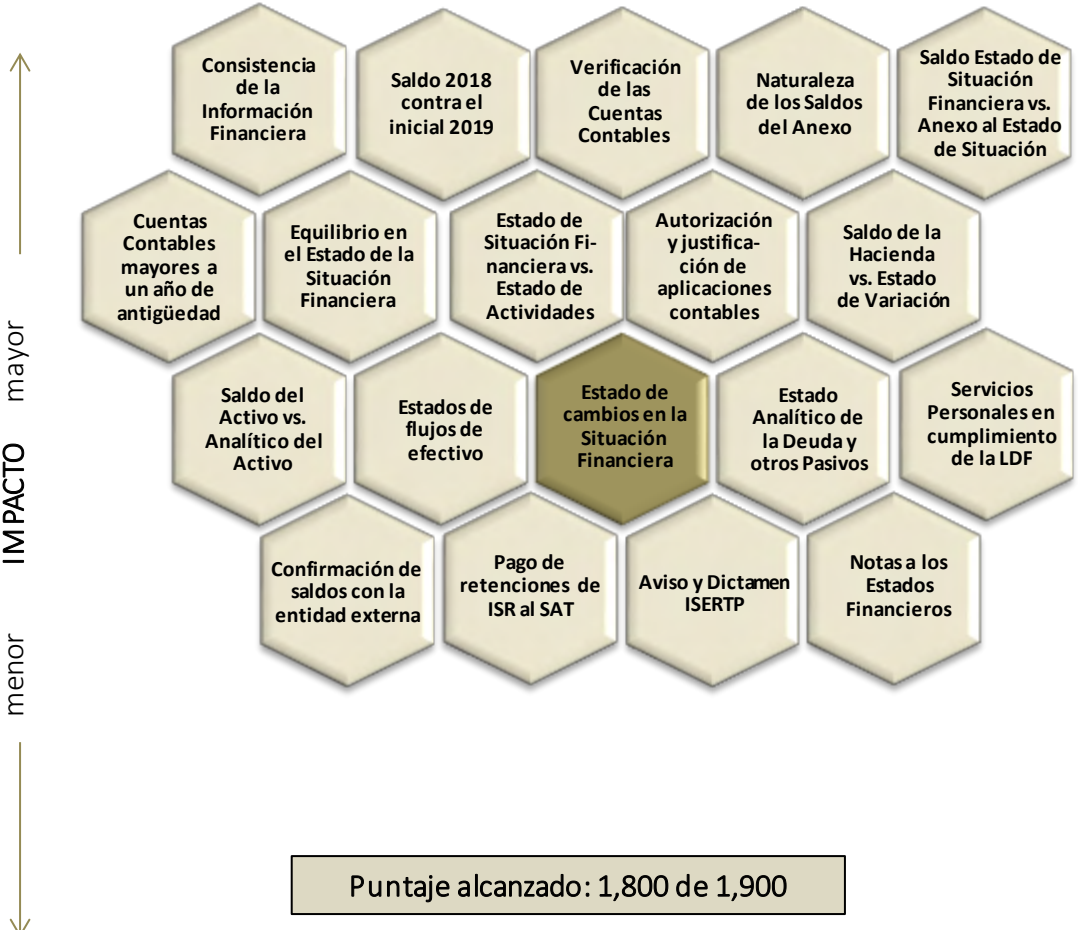 Consistencia
de la
Información
Financiera
Saldo 2018
contra el
inicial 2019
Verificación
de las
Cuentas
Contables
Naturaleza
de los Saldos
del Anexo
Saldo Estado de
Situación
Financiera vs.
Anexo al Estado
de Situación
Cuentas
Contables
mayores a
un año de
antigüedad
Equilibrio en
el Estado de la
Situación
Financiera
Estado de
Situación Fi-
nanciera vs.
Estado de
Actividades
Autorización
y justifica-
ción de
aplicaciones
contables
Saldo de la
Hacienda
vs. Estado
de Variación
Saldo del
Activo vs.
Analítico del
Activo
Estados de
flujos de
efectivo
Estado de
cambios en la
Situación
Financiera
Estado
Analítico de
la Deuda y
otros Pasivos
Servicios
Personales en
cumplimiento
de la LDF
Confirmación de
saldos con la
entidad externa
Pago de
retenciones de
ISR al SAT
Aviso y Dictamen
ISERTP
Notas a los
Estados
Financieros
menor IMPACTO mayor
Puntaje alcanzado: 1,800 de 1,900